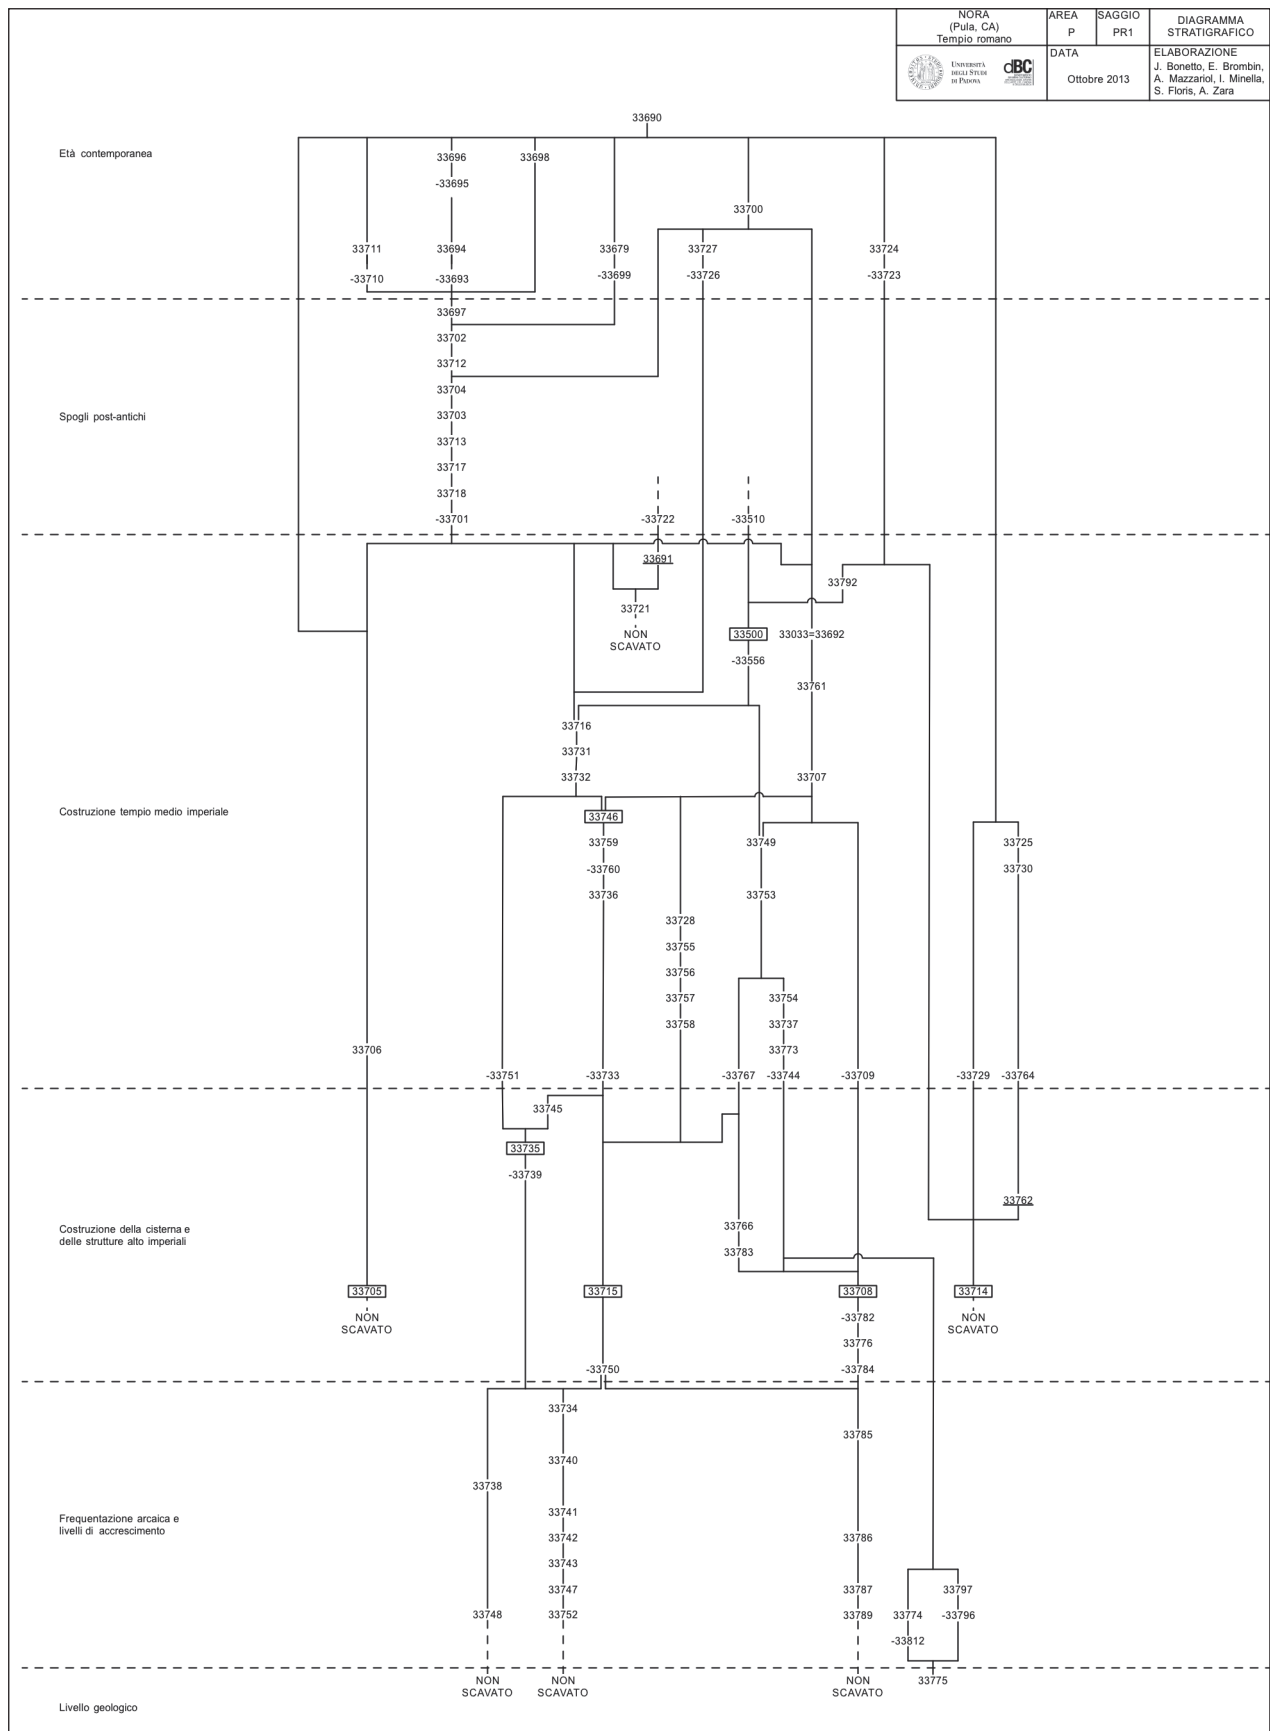 NORA
(Pula, CA)
Tempio romano
AREA
P
SAGGIO
PR1
DIAGRAMMA
STRATIGRAFICO
UNIVERSITÀ
DEGLI STUDI
DI PADOVA
dBC
DATA
Ottobre 2013
ELABORAZIONE
J. Bonetto, E. Brombin,
A. Mazzariol, I. Minella,
S. Floris, A. Zara
33690
Età contemporanea
33696 33698
-33695
33700
33711 33694 33679 33727 33724
-33710 -33693 -33699 -33726 -33723
33697
33702
33712
33704
Spogli post-antichi
33703
33713
33717
33718
-33701 -33722 -33510
33691
33792
33721
NON
SCAVATO
33500 33033=33692
-33556
33761
33716
33731
33732 33707
Costruzione tempio medio imperiale
33746
33759 33749 33725
-33760 33730
33736 33753
33728
33755
33756
33757 33754
33758 33737
33706 33773
-33751 -33733 -33767 -33744 -33709 -33729 -33764
33745
33735
-33739
33762
Costruzione della cisterna e
delle strutture alto imperiali
33766
33783
33705 33715 33708 33714
NON
SCAVATO
-33782
NON
SCAVATO
33776
-33750 -33784
33734
33785
33740
33738
Frequentazione arcaica e
livelli di accrescimento
33741
33742 33786
33743
33747 33787 33797
33748 33752 33789 33774 -33796
-33812
NON
SCAVATO
NON
SCAVATO
NON
SCAVATO
33775
Livello geologico